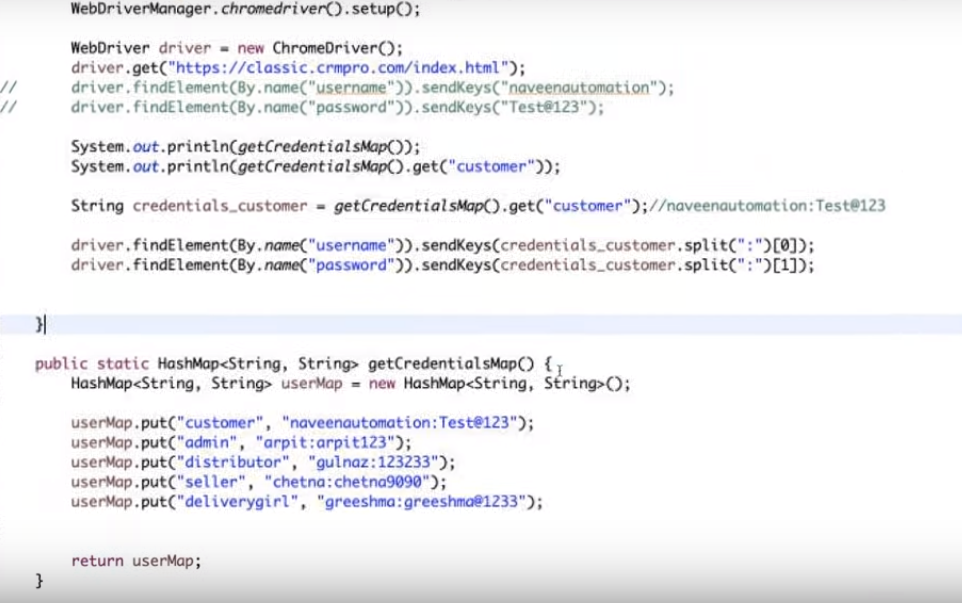 WebDriverManager.chromedriver().setup();
WebDriver driver = new ChromeDriver();
driver.get("https://classic.crmpro.com/index.html");
// driver.findElement(By.name("username")).sendKeys("naveenautomation");
// driver.findElement(By.name("password")).sendKeys("Test@123");
System.out.println(getCredentialsMap());
System.out.println(getCredentialsMap().get("customer"));
String credentials_customer = getCredentialsMap().get("customer");//naveenautomation:Test@123
driver.findElement(By.name("username")).sendKeys(credentials_customer.split(":")[0]);
driver.findElement(By.name("password")).sendKeys(credentials_customer.split(":")[1]);
}
public static HashMap<String, String> getCredentialsMap() {
HashMap<String, String> userMap = new HashMap<String, String>();
userMap.put("customer", "naveenautomation:Test@123");
userMap.put("admin", "arpit:arpit123");
userMap.put("distributor", "gulnaz:123233");
userMap.put("seller", "chetna:chetna9090");
userMap.put("deliverygirl", "greeshma:greeshma@1233");
return userMap;
}